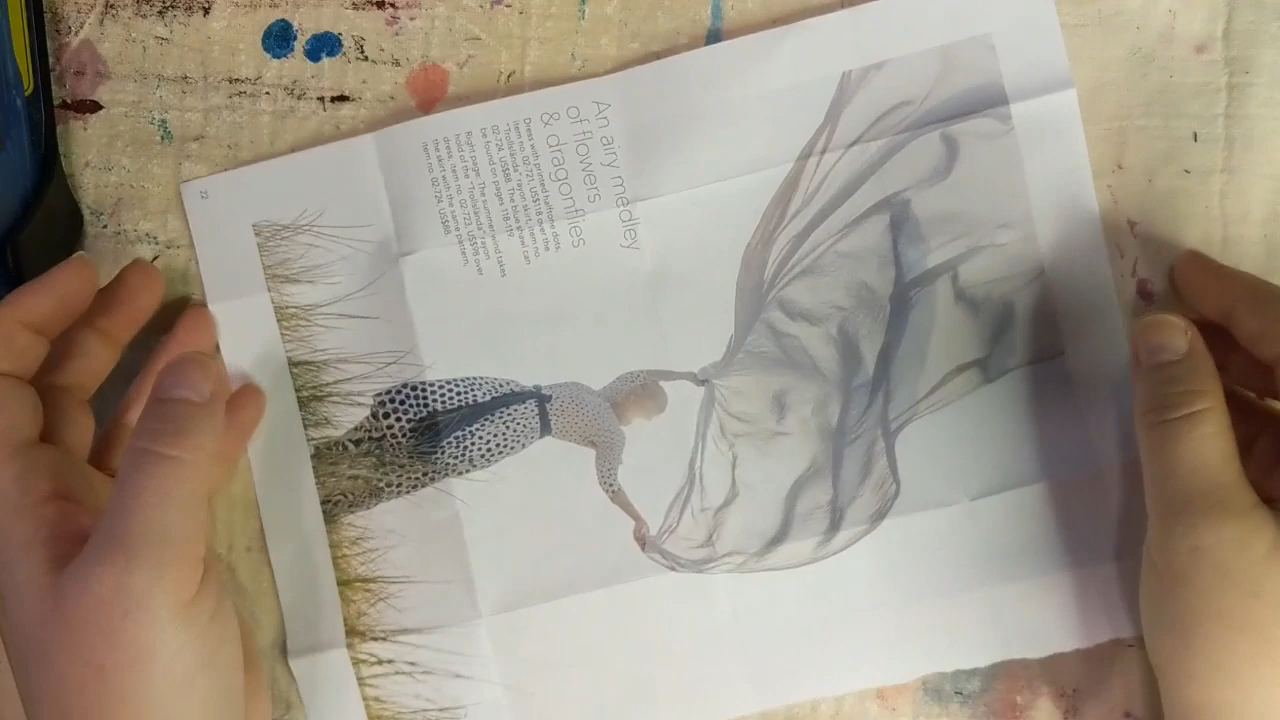 An airy medley
of flowers
& dragonflies
Dress with printed halftone dots,
item no. 02-721 US$118 over the
"Trollslända" rayon skirt, item no.
02-724, US$88. The blue shawl can
be found on pages 118-119.
Right page: The summer wind takes
hold of the "Trollslända" rayon
dress, item no. 02-723, US$98 over
the skirt with the same pattern,
item no. 02-724, US$88
72